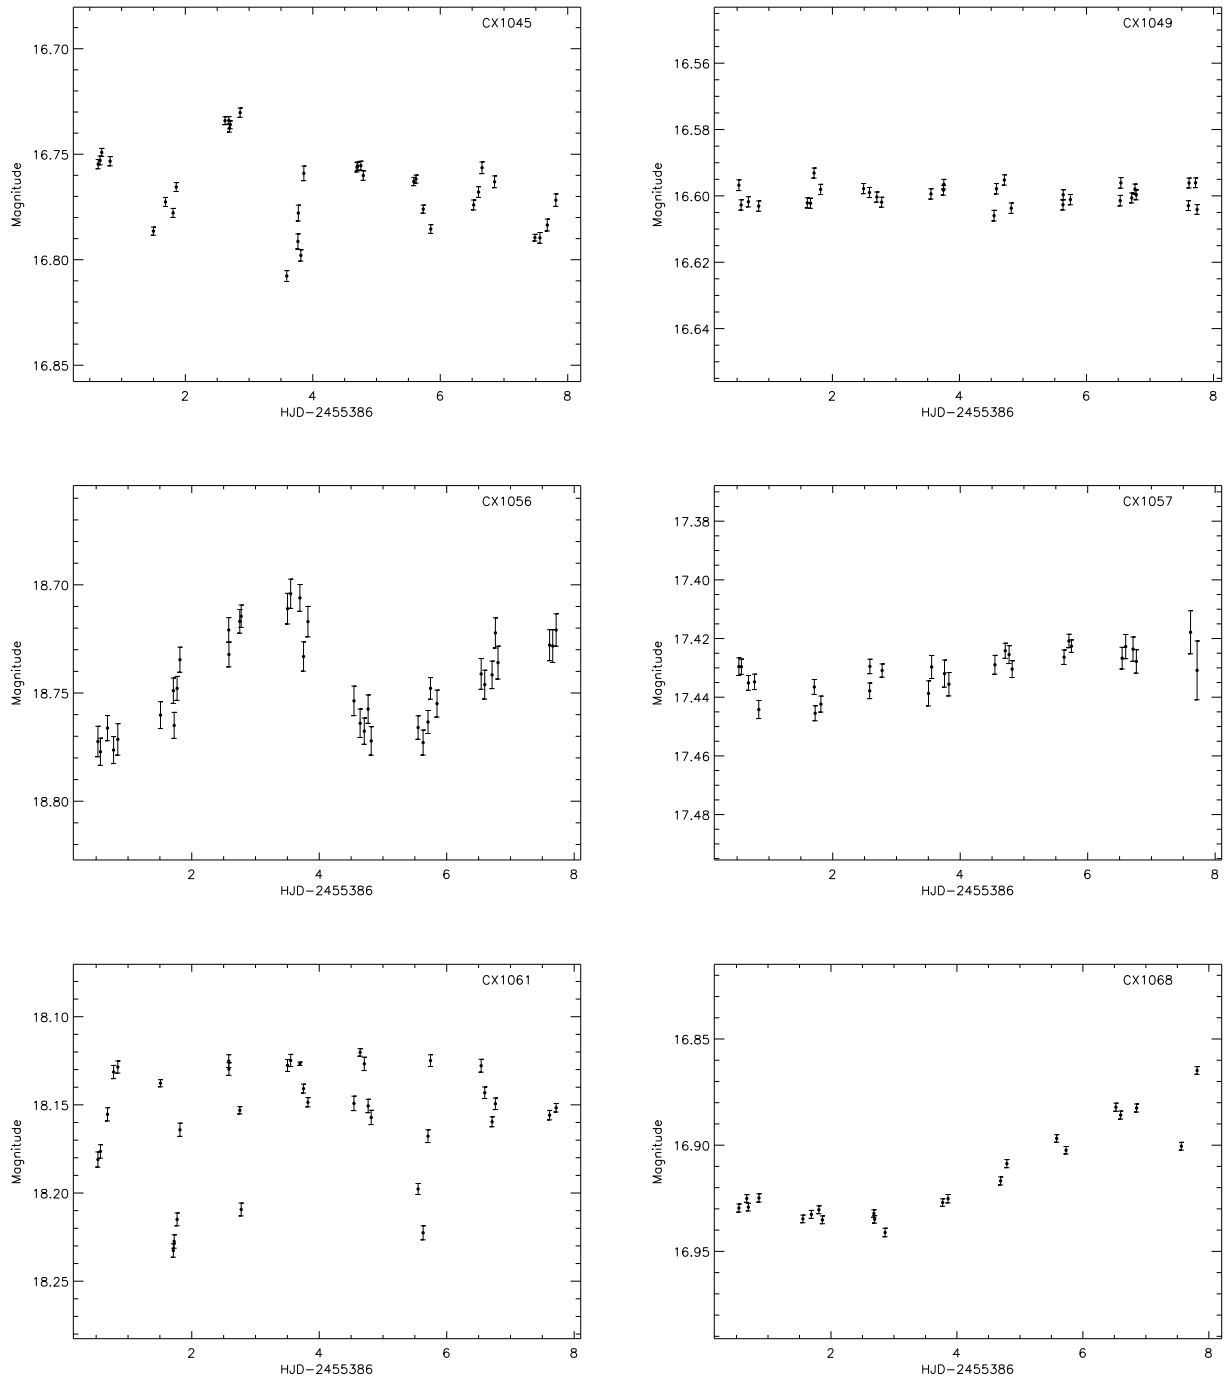 CX1045
16.70
16.75
16.80
16.85
Magnitude
2 4 6 8
HJD-2455386
CX1049
16.56
16.58
16.60
16.62
16.64
Magnitude
2 4 6 8
HJD-2455386
CX1056
18.70
18.75
18.80
Magnitude
2 4 6 8
HJD-2455386
CX1057
17.38
17.40
17.42
17.44
17.46
17.48
Magnitude
2 4 6 8
HJD-2455386
CX1061
18.10
18.15
18.20
18.25
Magnitude
2 4 6 8
HJD-2455386
CX1068
16.85
16.90
16.95
Magnitude
2 4 6 8
HJD-2455386